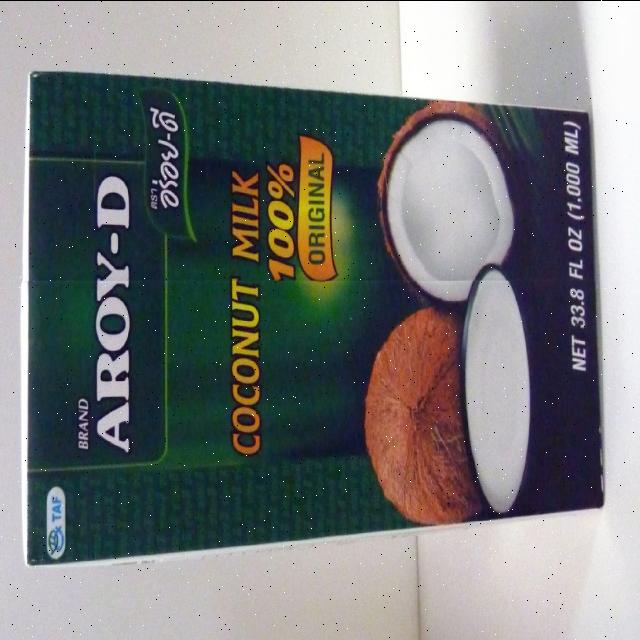 TAF
BRAND
AROY-D
ตรา
อร่อย-ดี
COCONUT MILK
100%
ORIGINAL
NET 33.8 FL OZ (1,000 ML)